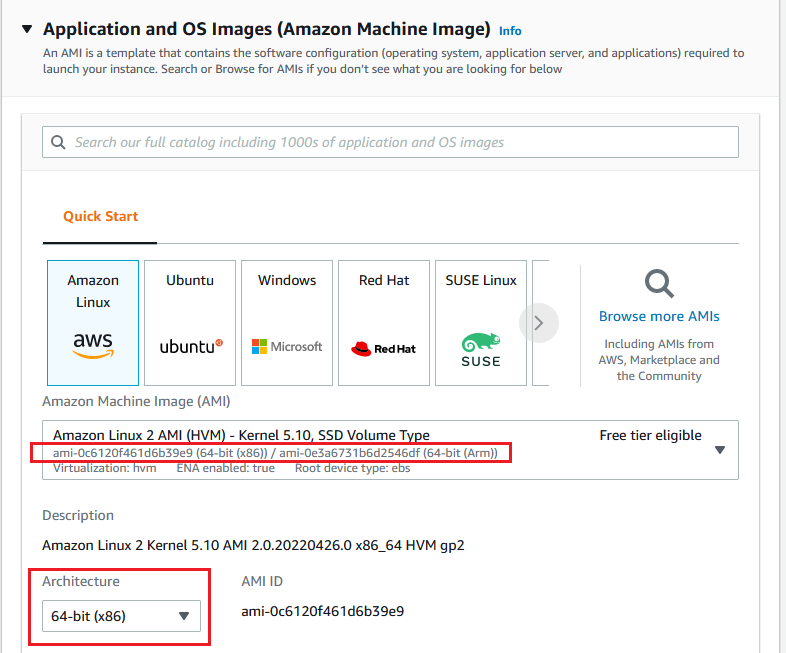 Application and OS Images (Amazon Machine Image) Info
An AMI is a template that contains the software configuration (operating system, application server, and applications) required to
launch your instance. Search or Browse for AMIs if you don't see what you are looking for below
Search our full catalog including 1000s of application and OS images
Quick Start
Amazon
Linux
aws
Ubuntu
ubuntu
Windows
Microsoft
Red Hat
Red Hat
SUSE Linux
SUSE
Browse more AMIs
Including AMIs from
AWS, Marketplace and
the Community
Amazon Machine Image (AMI)
Amazon Linux 2 AMI (HVM) - Kernel 5.10, SSD Volume Type
Free tier eligible
ami-0c6120f461d6b39e9 (64-bit (x86)) / ami-0e3a6731b6d2546df (64-bit (Arm))
Virtualization: hvm ENA enabled: true Root device type: ebs
Description
Amazon Linux 2 Kernel 5.10 AMI 2.0.20220426.0 x86_64 HVM gp2
Architecture
64-bit (x86)
AMI ID
ami-0c6120f461d6b39e9